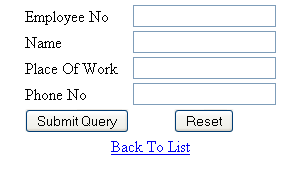 Employee No
Name
Place Of Work
Phone No
Submit Query Reset
Back To List